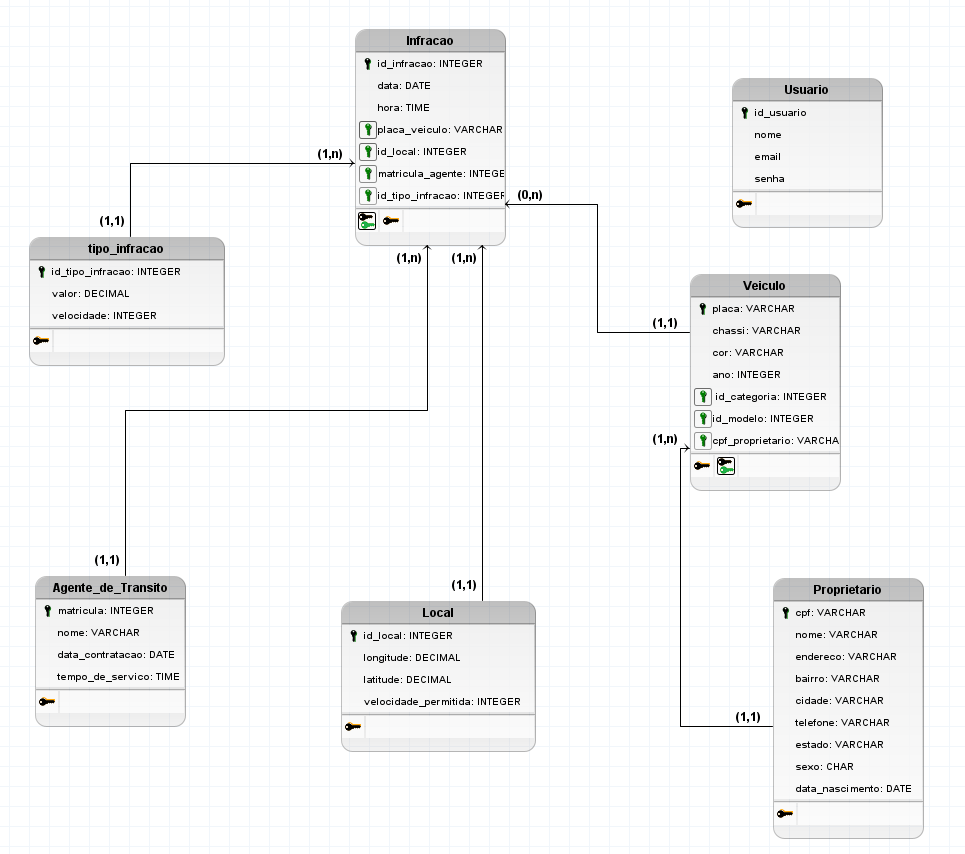 Infracao
id_infracao: INTEGER
data: DATE
hora: TIME
placa_veiculo: VARCHAR
id_local: INTEGER
matricula_agente: INTEGE
id_tipo_infracao: INTEGER
Usuario
id_usuario
nome
email
senha
(1,n)
(0,n)
(1,1)
tipo_infracao
id_tipo_infracao: INTEGER
valor: DECIMAL
velocidade: INTEGER
(1,n)
(1,n)
Veiculo
placa: VARCHAR
chassi: VARCHAR
cor: VARCHAR
ano: INTEGER
id_categoria: INTEGER
id_modelo: INTEGER
cpf_proprietario: VARCHA
(1,1)
(1,n)
(1,1)
Agente_de_Transito
matricula: INTEGER
nome: VARCHAR
data_contratacao: DATE
tempo_de_servico: TIME
(1,1)
Local
id_local: INTEGER
longitude: DECIMAL
latitude: DECIMAL
velocidade_permitida: INTEGER
Proprietario
cpf: VARCHAR
nome: VARCHAR
endereco: VARCHAR
bairro: VARCHAR
cidade: VARCHAR
telefone: VARCHAR
estado: VARCHAR
sexo: CHAR
data_nascimento: DATE
(1,1)